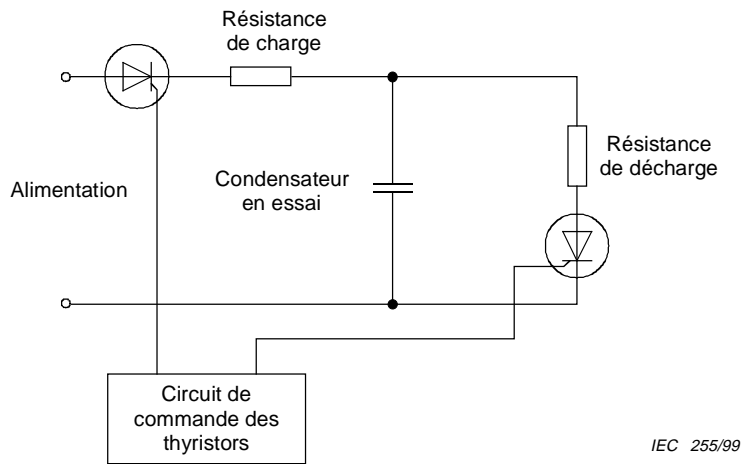 Résistance
de charge
Résistance
de décharge
Alimentation
Condensateur
en essai
Circuit de
commande des
thyristors
IEC 255/99